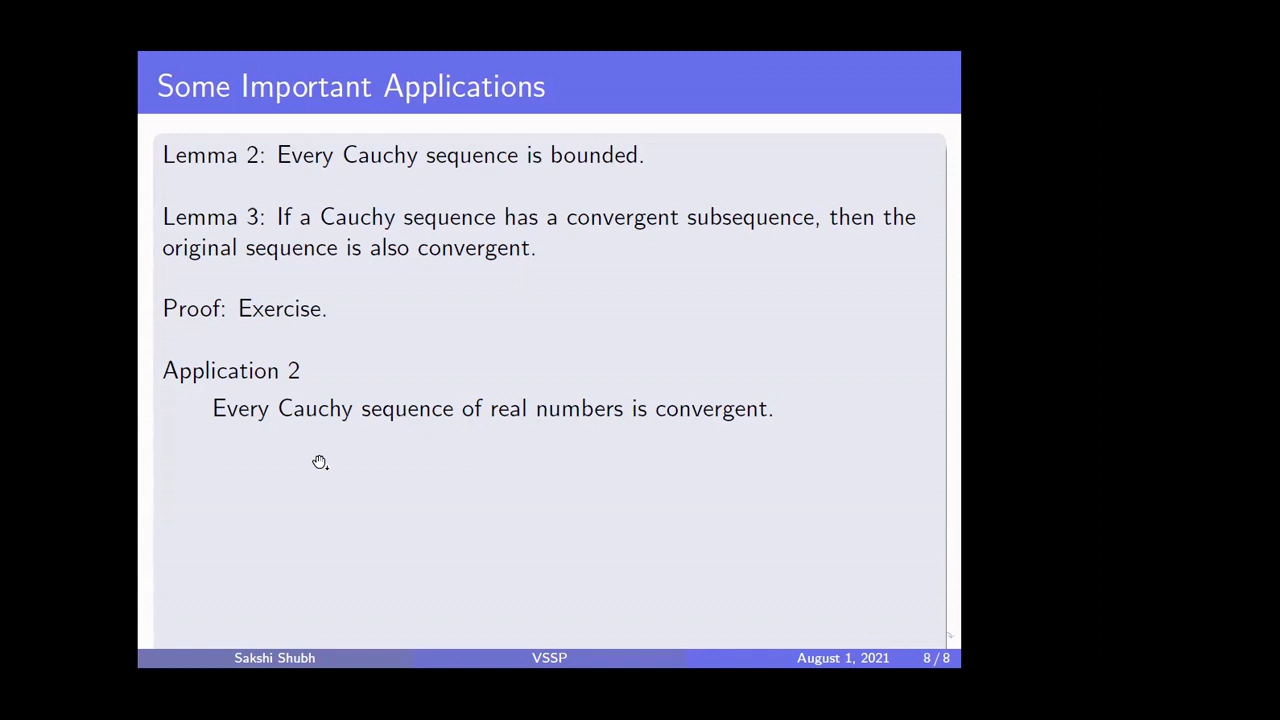 Some Important Applications
Lemma 2: Every Cauchy sequence is bounded.
Lemma 3: If a Cauchy sequence has a convergent subsequence, then the
original sequence is also convergent.
Proof: Exercise.
Application 2
Every Cauchy sequence of real numbers is convergent.
Sakshi Shubh VSSP August 1, 2021 8 / 8